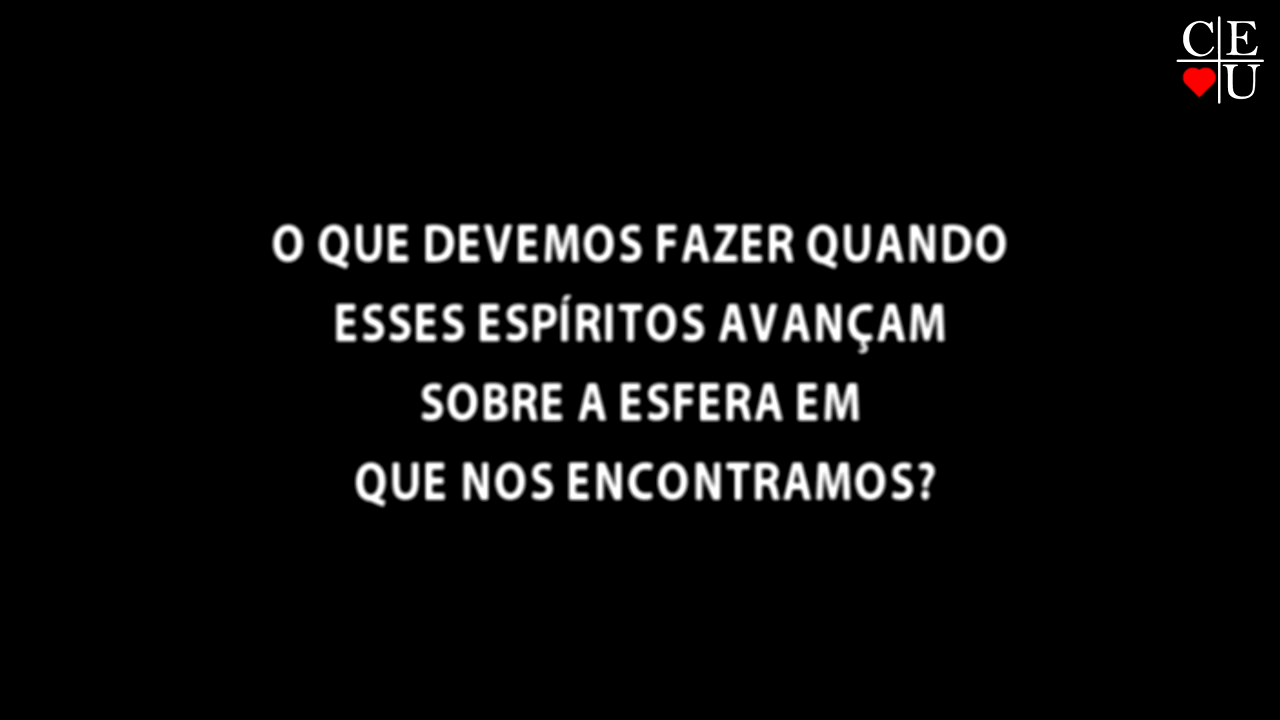 CE
U
O QUE DEVEMOS FAZER QUANDO
ESSES ESPÍRITOS AVANÇAM
SOBRE A ESFERA EM
QUE NOS ENCONTRAMOS?